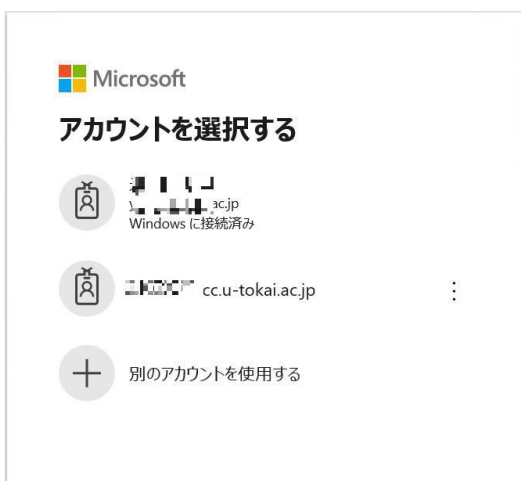 Microsoft
アカウントを選択する
ac.jp
Windows に接続済み
cc.u-tokai.ac.jp
別のアカウントを使用する